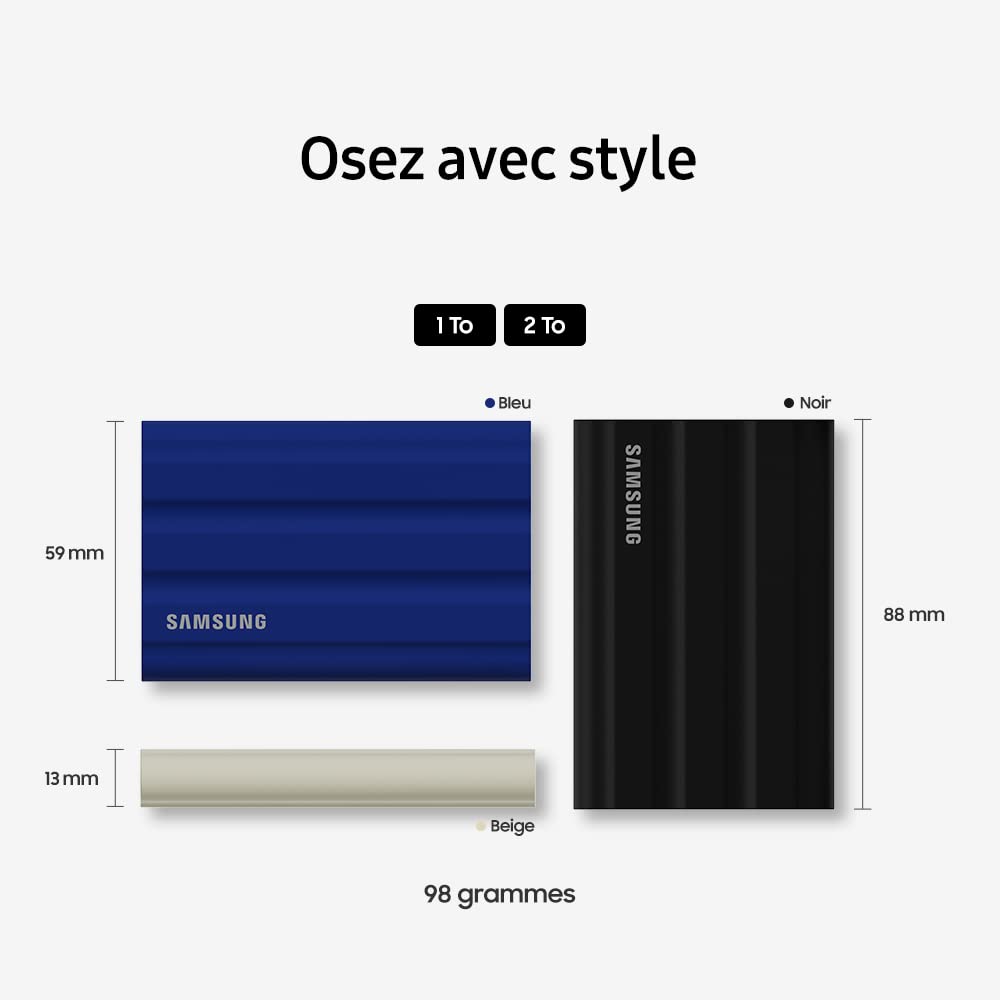 Osez avec style
1 To
2 To
Bleu
Noir
59 mm
SAMSUNG
SAMSUNG
88 mm
13 mm
Beige
98 grammes